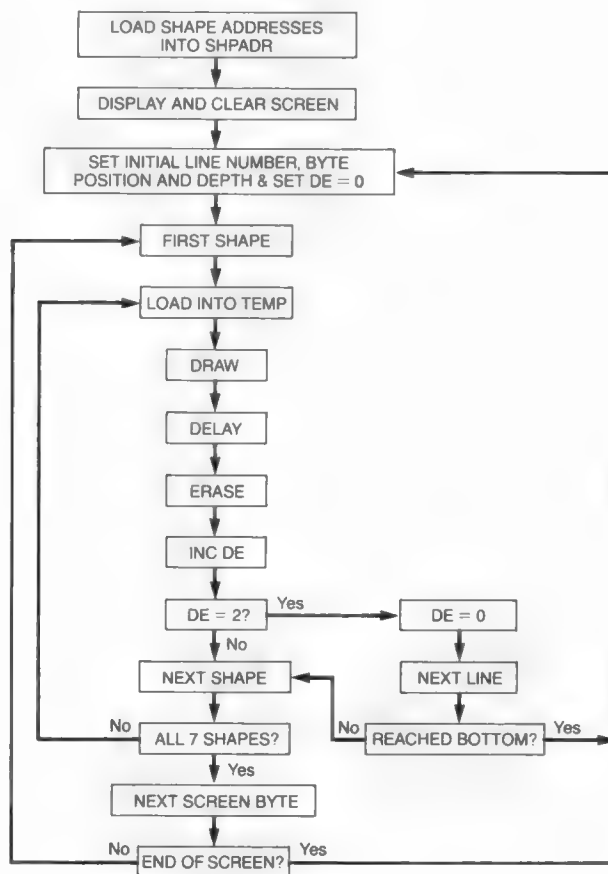 LOAD SHAPE ADDRESSES
INTO SHPADR
DISPLAY AND CLEAR SCREEN
SET INITIAL LINE NUMBER, BYTE
POSITION AND DEPTH & SET DE = 0
FIRST SHAPE
LOAD INTO TEMP
DRAW
DELAY
ERASE
INC DE
DE = 2?
Yes
DE = 0
No
NEXT SHAPE
NEXT LINE
No
ALL 7 SHAPES?
No
REACHED BOTTOM?
Yes
Yes
NEXT SCREEN BYTE
No
END OF SCREEN?
Yes